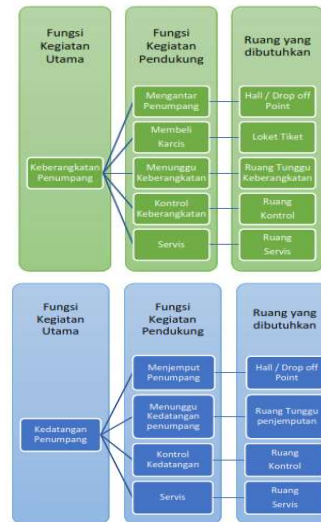 Fungsi
Kegiatan
Utama
Fungsi
Kegiatan
Pendukung
Ruang yang
dibutuhkan
Keberangkatan
Penumpang
Mengantar
Penumpang
Hall / Drop off
Point
Membeli
Karcis
Loket Tiket
Menunggu
Keberangkatan
Ruang Tunggu
Keberangkatan
Kontrol
Keberangkatan
Ruang
Kontrol
Servis
Ruang
Servis
Fungsi
Kegiatan
Utama
Fungsi
Kegiatan
Pendukung
Ruang yang
dibutuhkan
Kedatangan
Penumpang
Menjemput
Penumpang
Hall / Drop off
Point
Menunggu
Kedatangan
penumpang
Ruang Tunggu
penjemputan
Kontrol
Kedatangan
Ruang
Kontrol
Servis
Ruang
Servis